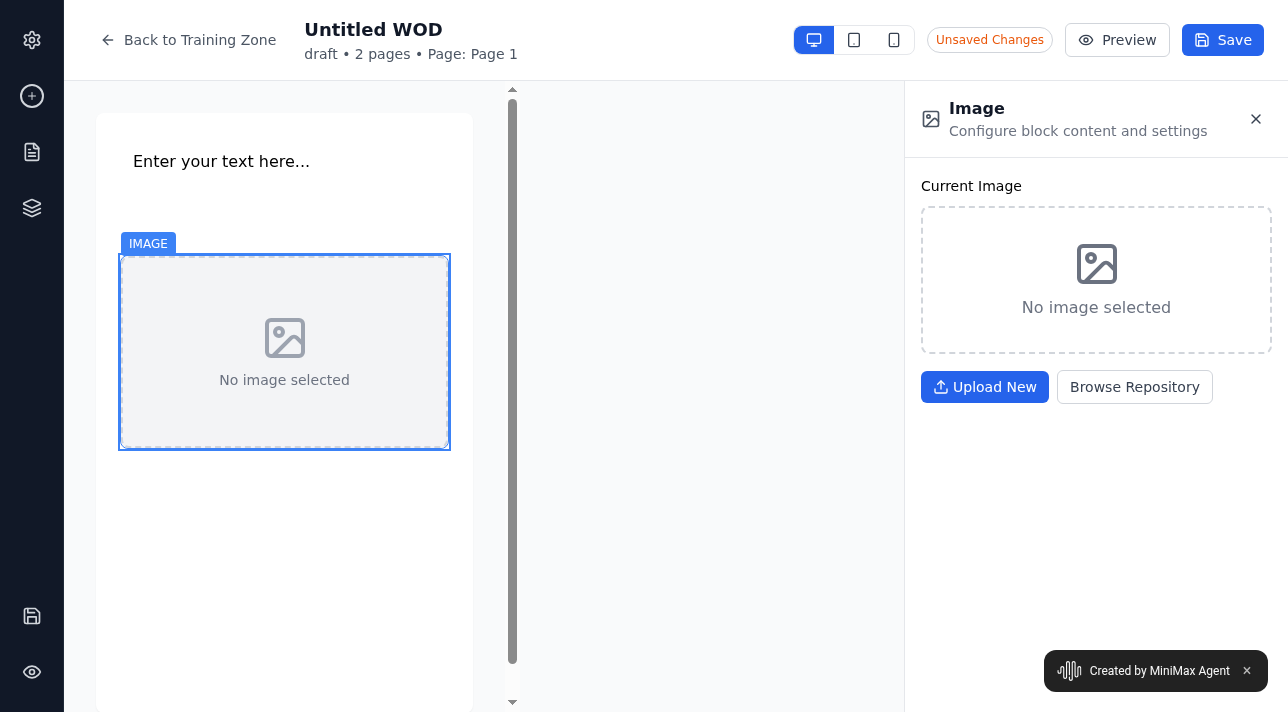 Back to Training Zone
Untitled WOD
draft • 2 pages • Page: Page 1
Unsaved Changes
Preview
Save
Enter your text here...
IMAGE
No image selected
Image
Configure block content and settings
Current Image
No image selected
Upload New
Browse Repository
Created by MiniMax Agent